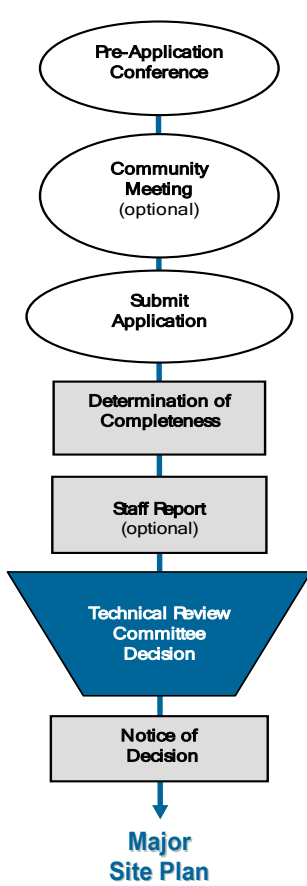 Pre-Application
Conference
Community
Meeting
(optional)
Submit
Application
Determination of
Completeness
Staff Report
(optional)
Technical Review
Committee
Decision
Notice of
Decision
Major
Site Plan